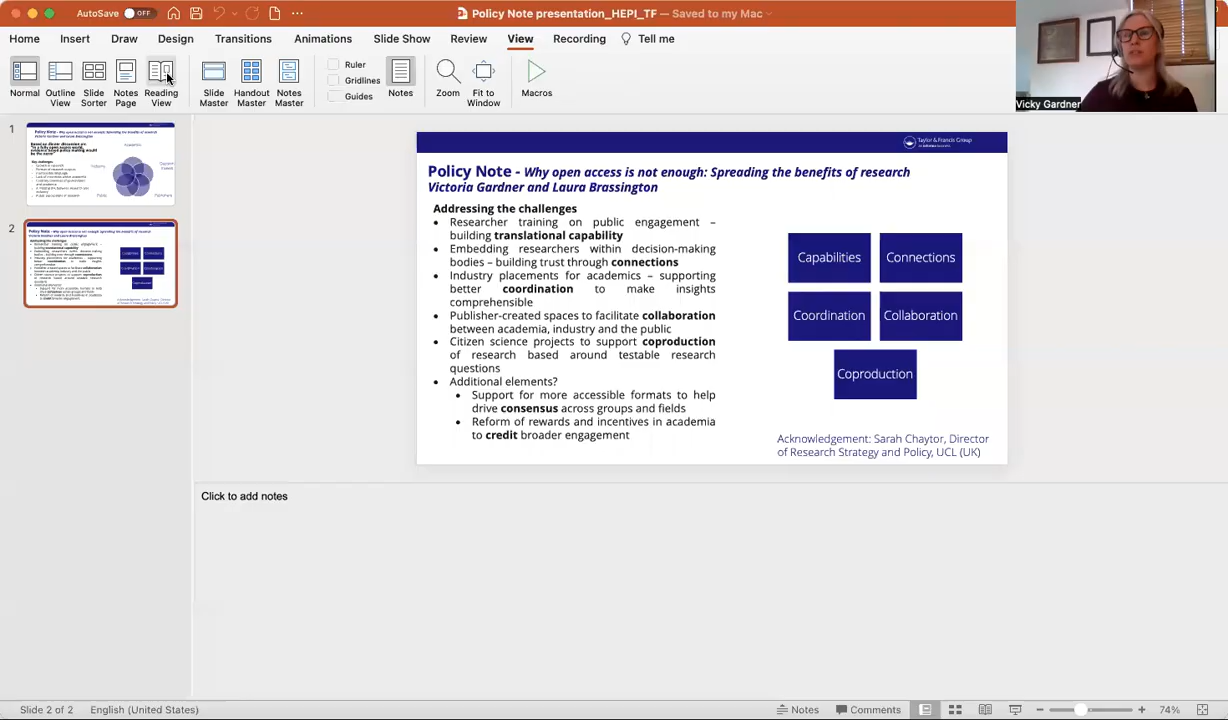 AutoSave OFF
Policy Note presentation_HEPI_TF — Saved to my Mac
Home Insert Draw Design Transitions Animations Slide Show Review View Recording Tell me
Normal
Outline View
Slide Sorter
Notes Page
Reading View
Slide Master
Handout Master
Notes Master
Ruler
Gridlines
Guides
Notes
Zoom
Fit to Window
Macros
Vicky Gardner
1
2
Taylor & Francis Group
Policy Note - Why open access is not enough: Spreading the benefits of research
Victoria Gardner and Laura Brassington
Addressing the challenges
• Researcher training on public engagement –
building translational capability
• Embedding researchers within decision-making
bodies – building trust through connections
• Industry placements for academics – supporting
better coordination to make insights
comprehensible
• Publisher-created spaces to facilitate collaboration
between academia, industry and the public
• Citizen science projects to support coproduction
of research based around testable research
questions
• Additional elements?
• Support for more accessible formats to help
drive consensus across groups and fields
• Reform of rewards and incentives in academia
to credit broader engagement
Capabilities
Connections
Coordination
Collaboration
Coproduction
Acknowledgement: Sarah Chaytor, Director
of Research Strategy and Policy, UCL (UK)
Click to add notes
Slide 2 of 2 English (United States)
Notes Comments 74%